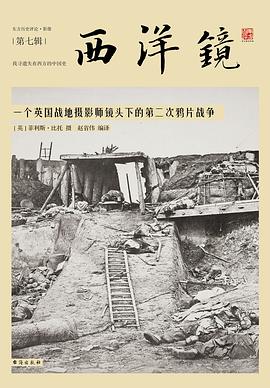 东方历史评论·影像
第七辑
找寻遗失在西方的中国史
西洋镜
一个英国战地摄影师镜头下的第二次鸦片战争
[英]菲利斯·比托 摄 赵省伟 编译
台海出版社